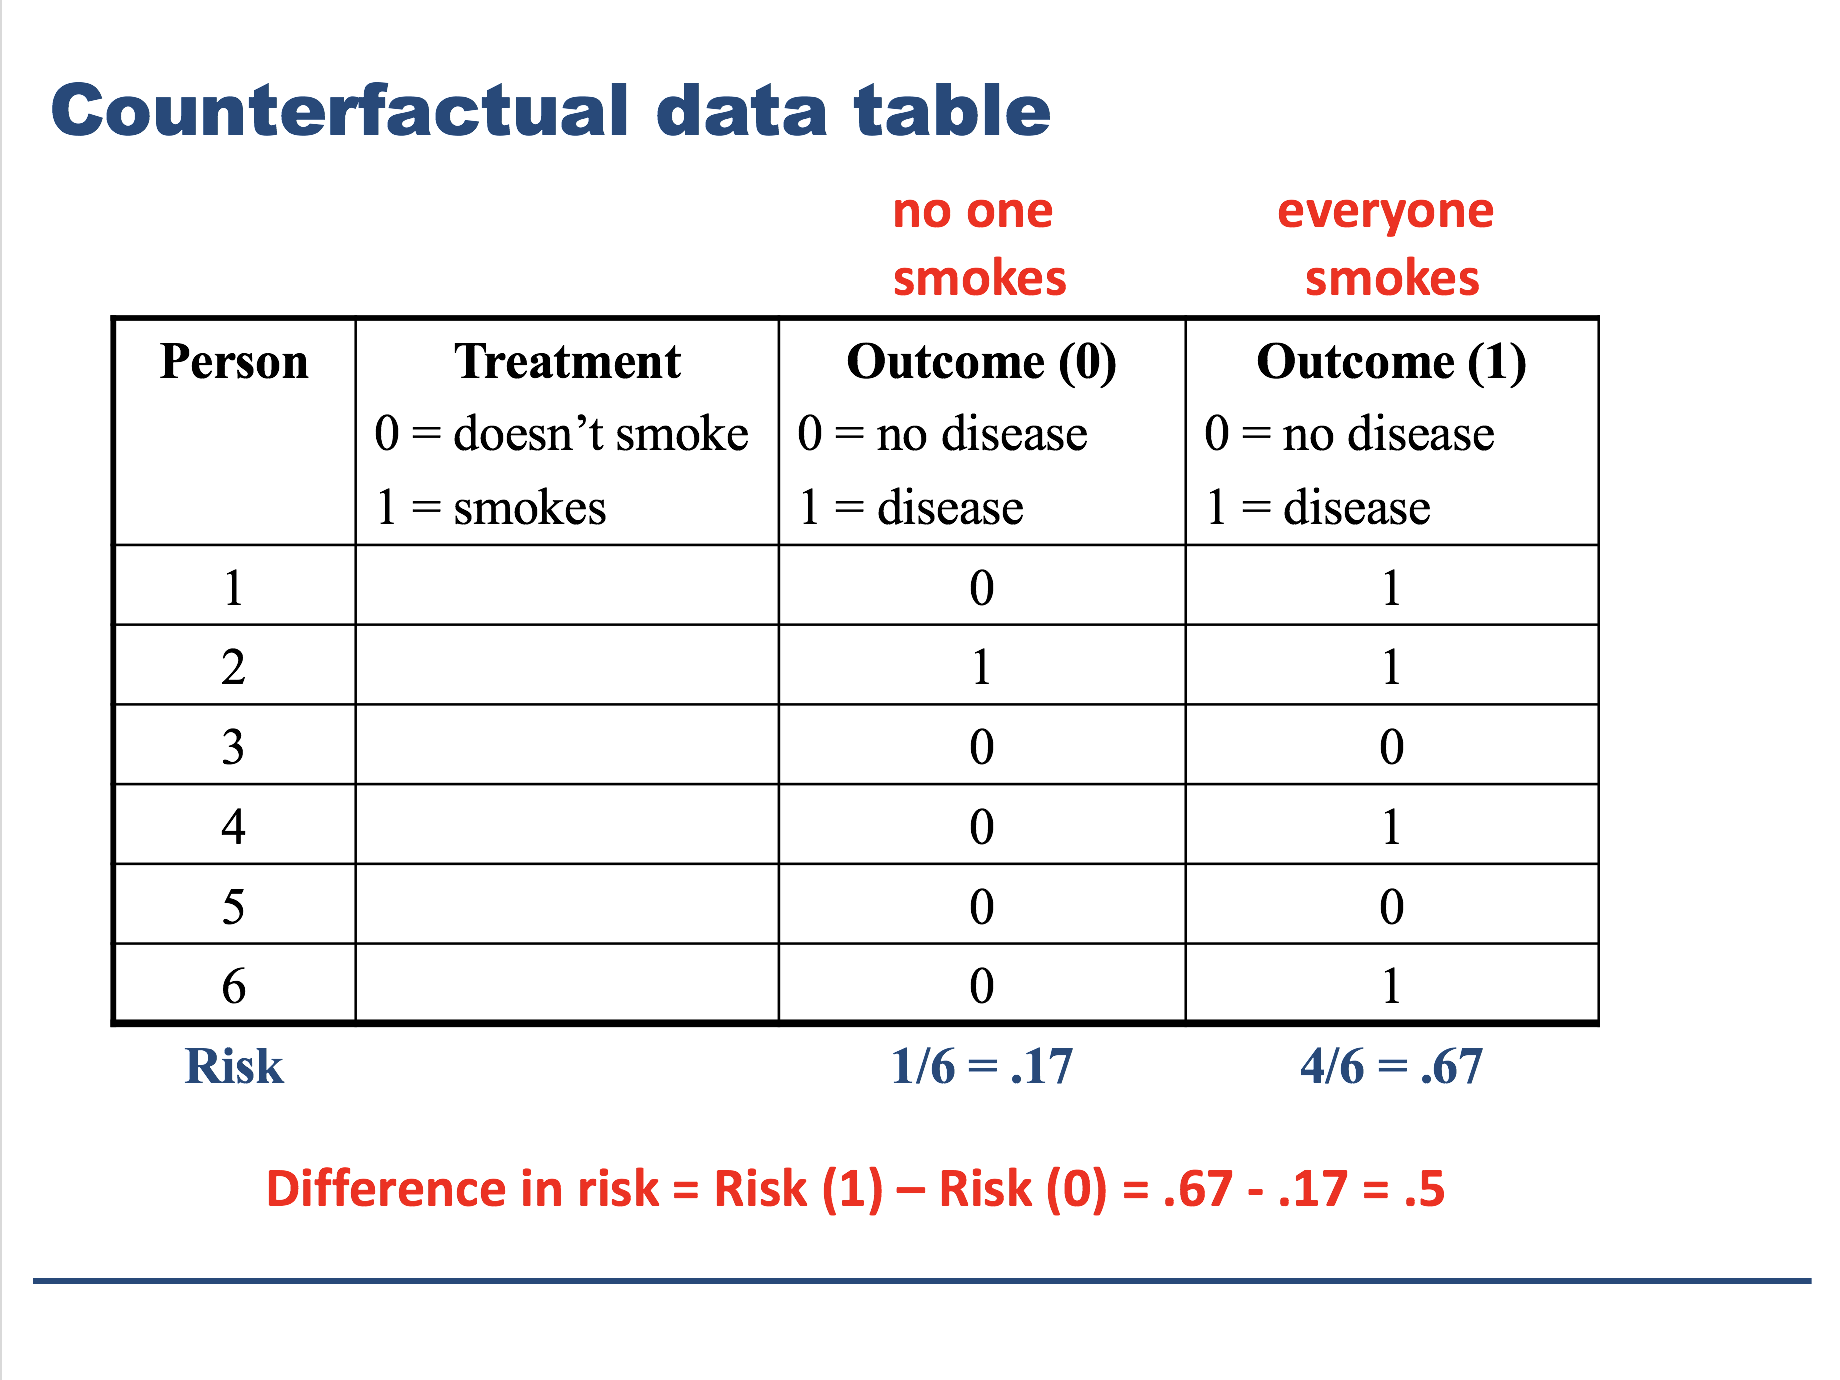 Counterfactual data table
no one everyone
smokes smokes
Person Treatment Outcome (0) Outcome (1)
0 = doesn’t smoke 0 = no disease 0 = no disease
1 = smokes 1 = disease 1 = disease
1 0 1
2 1 1
3 0 0
4 0 1
5 0 0
6 0 1
Risk 1/6 = .17 4/6 = .67
Difference in risk = Risk (1) – Risk (0) = .67 - .17 = .5